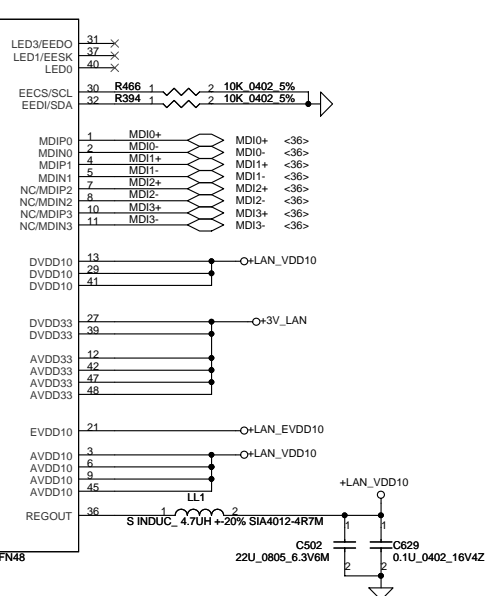 LED3/EEDO 31
LED1/EESK 37
LED0 40
EECS/SCL 30 R466 1 2 10K_0402_5%
EEDI/SDA 32 R394 1 2 10K_0402_5%
MDIP0 1 MDI0+ MDI0+ <36>
MDIN0 2 MDI0- MDI0- <36>
MDIP1 4 MDI1+ MDI1+ <36>
MDIN1 5 MDI1- MDI1- <36>
NC/MDIP2 7 MDI2+ MDI2+ <36>
NC/MDIN2 8 MDI2- MDI2- <36>
NC/MDIP3 10 MDI3+ MDI3+ <36>
NC/MDIN3 11 MDI3- MDI3- <36>
DVDD10 13 +LAN_VDD10
DVDD10 29
DVDD10 41
DVDD33 27 +3V_LAN
DVDD33 39
AVDD33 12
AVDD33 42
AVDD33 47
AVDD33 48
EVDD10 21 +LAN_EVDD10
AVDD10 3 +LAN_VDD10
AVDD10 6
AVDD10 9
AVDD10 45
+LAN_VDD10
LL1
REGOUT 36 1 2
S INDUC_ 4.7UH +-20% SIA4012-4R7M
1 1
C502 C629
FN48 22U_0805_6.3V6M 0.1U_0402_16V4Z
2 2